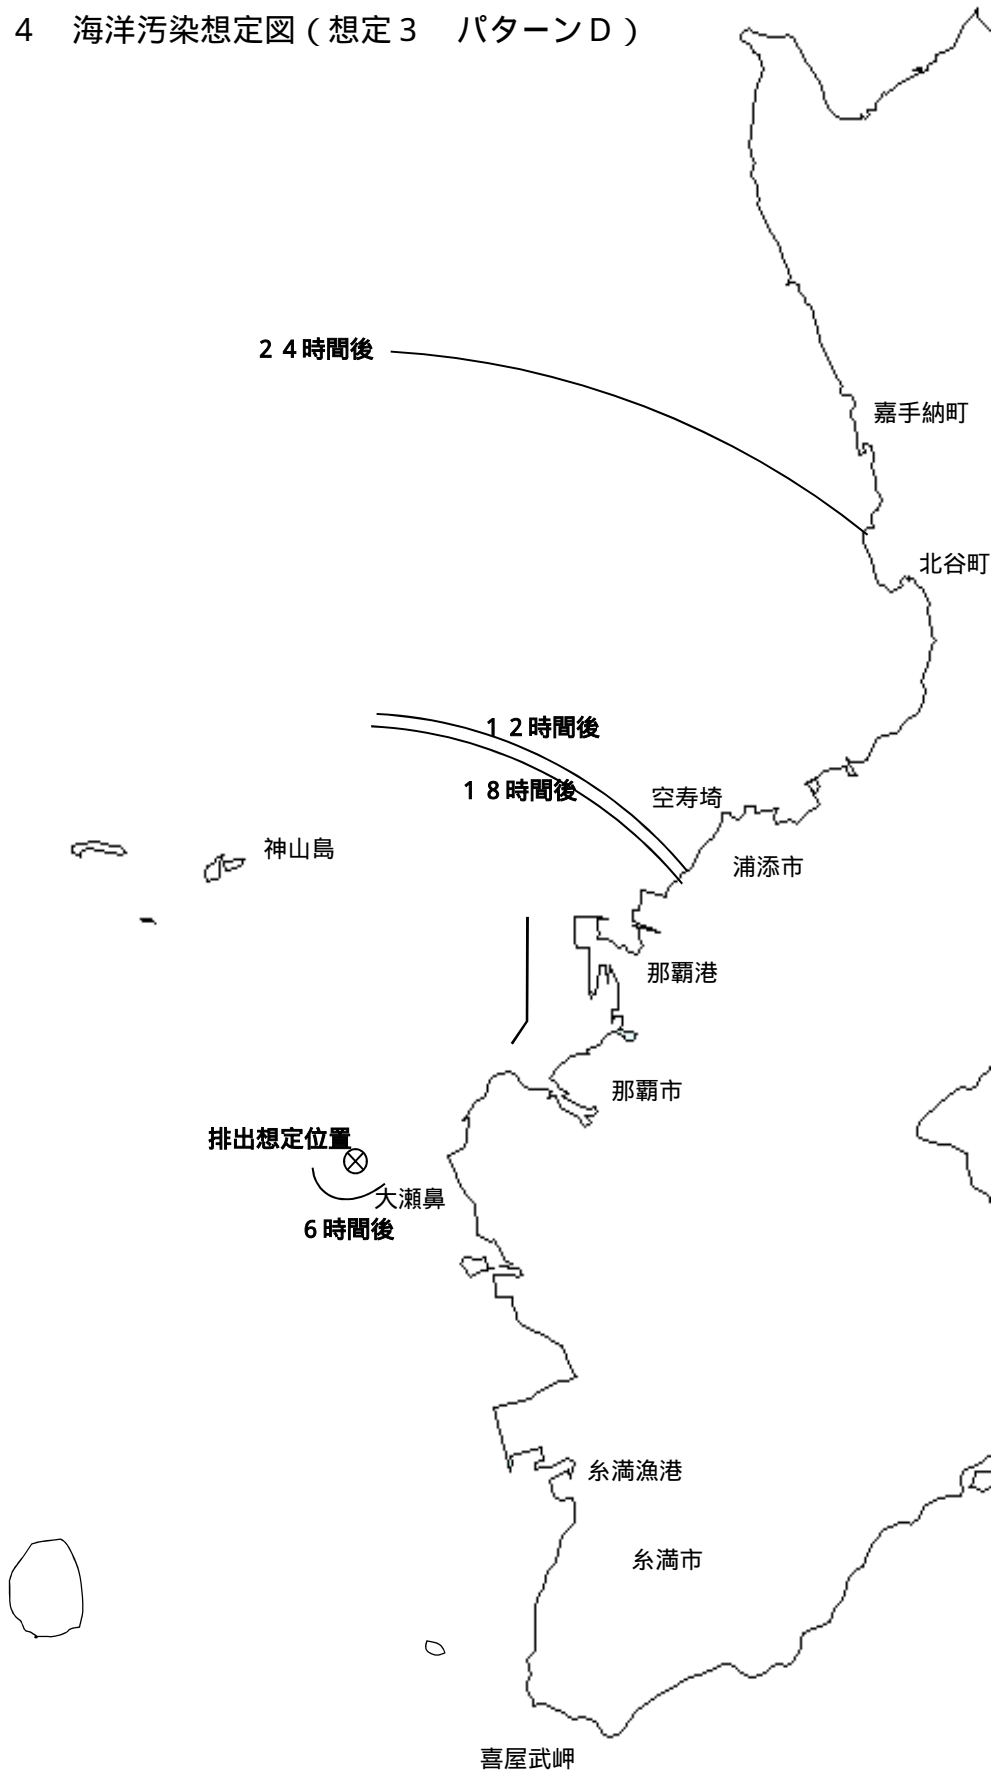 ４　海洋汚染想定図（想定３　パターンＤ）
２４時間後
嘉手納町
北谷町
１２時間後
１８時間後
空寿埼
神山島
浦添市
那覇港
那覇市
排出想定位置
大瀬鼻
６時間後
糸満漁港
糸満市
喜屋武岬